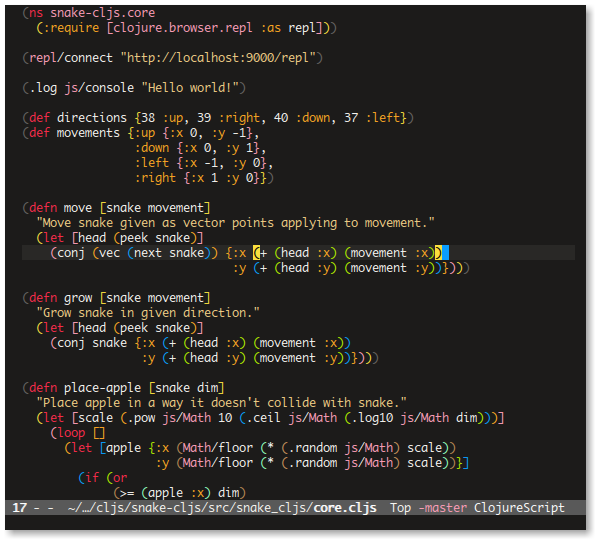 (ns snake-cljs.core
  (:require [clojure.browser.repl :as repl]))

(repl/connect "http://localhost:9000/repl")

(.log js/console "Hello world!")

(def directions {38 :up, 39 :right, 40 :down, 37 :left})
(def movements {:up {:x 0, :y -1},
                :down {:x 0, :y 1},
                :left {:x -1, :y 0},
                :right {:x 1 :y 0}})

(defn move [snake movement]
  "Move snake given as vector points applying to movement."
  (let [head (peek snake)]
    (conj (vec (next snake)) {:x (+ (head :x) (movement :x))
                              :y (+ (head :y) (movement :y))})))

(defn grow [snake movement]
  "Grow snake in given direction."
  (let [head (peek snake)]
    (conj snake {:x (+ (head :x) (movement :x))
                 :y (+ (head :y) (movement :y))})))

(defn place-apple [snake dim]
  "Place apple in a way it doesn't collide with snake."
  (let [scale (.pow js/Math 10 (.ceil js/Math (.log10 js/Math dim)))]
    (loop []
      (let [apple {:x (Math/floor (* (.random js/Math) scale))
                   :y (Math/floor (* (.random js/Math) scale))}]
        (if (or
             (>= (apple :x) dim)
17 - -  ~/…/cljs/snake-cljs/src/snake_cljs/core.cljs  Top -master ClojureScript